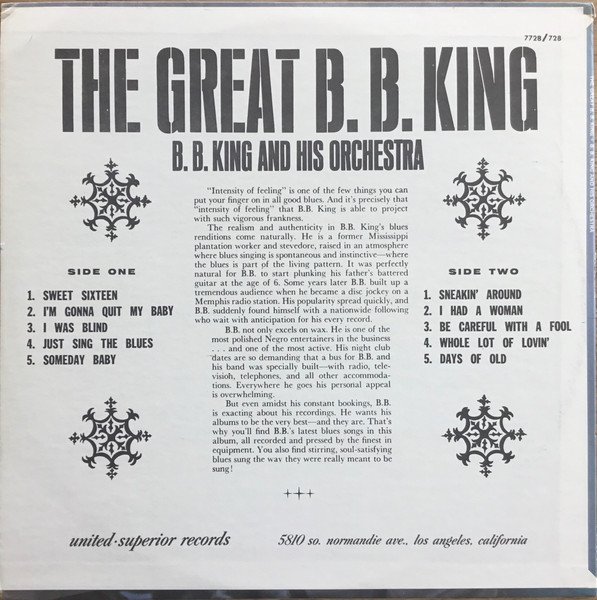 7728/728
THE GREAT B. B. KING
B. B. KING AND HIS ORCHESTRA
"Intensity of feeling" is one of the few things you can
put your finger on in all good blues. And it's precisely that
"intensity of feeling" that B.B. King is able to project
with such vigorous frankness.
The realism and authenticity in B.B. King's blues
renditions come naturally. He is a former Mississippi
plantation worker and stevedore, raised in an atmosphere
where blues singing is spontaneous and instinctive—where
the blues is part of the living pattern. It was perfectly
natural for B.B. to start plunking his father's battered
guitar at the age of 6. Some years later B.B. built up a
tremendous audience when he became a disc jockey on a
Memphis radio station. His popularity spread quickly, and
B.B. suddenly found himself with a nationwide following
who wait with anticipation for his every record.
B.B. not only excels on wax. He is one of the
most polished Negro entertainers in the business
. . . and one of the most active. His night club
dates are so demanding that a bus for B.B. and
his band was specially built—with radio, tele-
visioh, telephones, and all other accommoda-
tions. Everywhere he goes his personal appeal
is overwhelming.
But even amidst his constant bookings, B.B.
is exacting about his recordings. He wants his
albums to be the very best—and they are. That's
why you'll find B.B.'s latest blues songs in this
album, all recorded and pressed by the finest in
equipment. You also find stirring, soul-satisfying
blues sung the way they were really meant to be
sung!
SIDE ONE
1. SWEET SIXTEEN
2. I'M GONNA QUIT MY BABY
3. I WAS BLIND
4. JUST SING THE BLUES
5. SOMEDAY BABY
SIDE TWO
1. SNEAKIN' AROUND
2. I HAD A WOMAN
3. BE CAREFUL WITH A FOOL
4. WHOLE LOT OF LOVIN'
5. DAYS OF OLD
united·superior records
5810 so. normandie ave., los angeles, california
THE GREAT B. B. KING - B. B. KING AND HIS ORCHESTRA